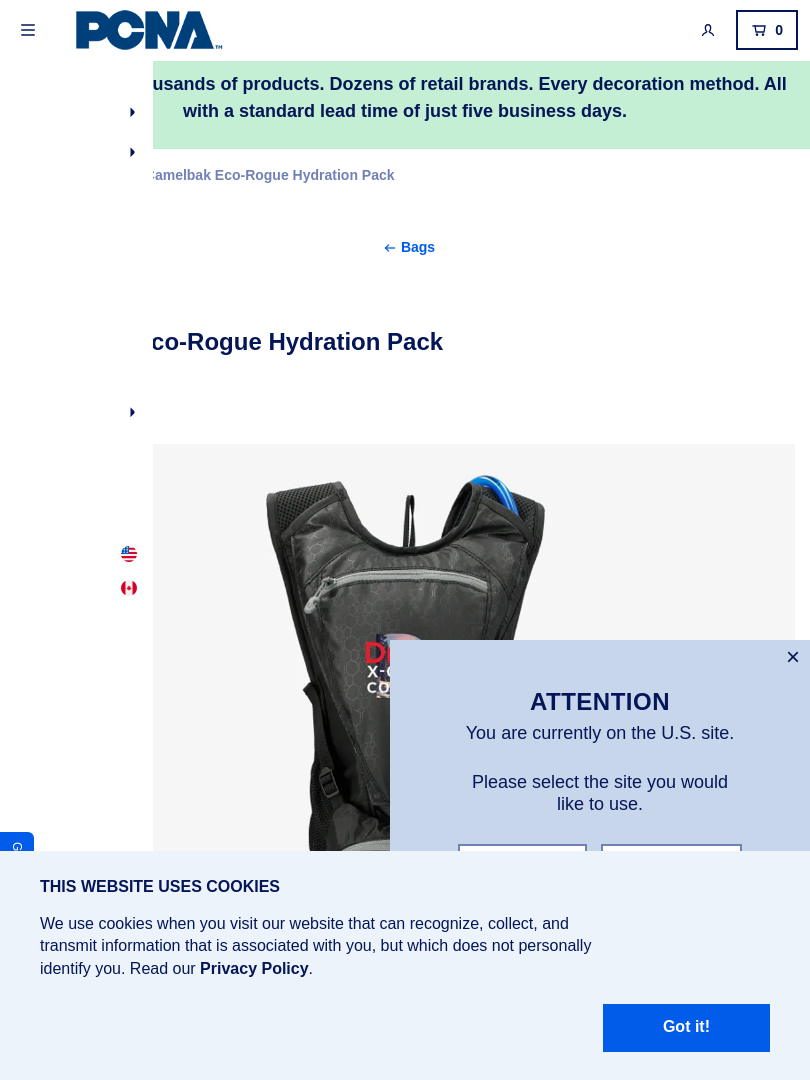 PCNA™
0
usands of products. Dozens of retail brands. Every decoration method. All
with a standard lead time of just five business days.
Camelbak Eco-Rogue Hydration Pack
← Bags
co-Rogue Hydration Pack
ATTENTION
You are currently on the U.S. site.
Please select the site you would
like to use.
THIS WEBSITE USES COOKIES
We use cookies when you visit our website that can recognize, collect, and
transmit information that is associated with you, but which does not personally
identify you. Read our Privacy Policy.
Got it!